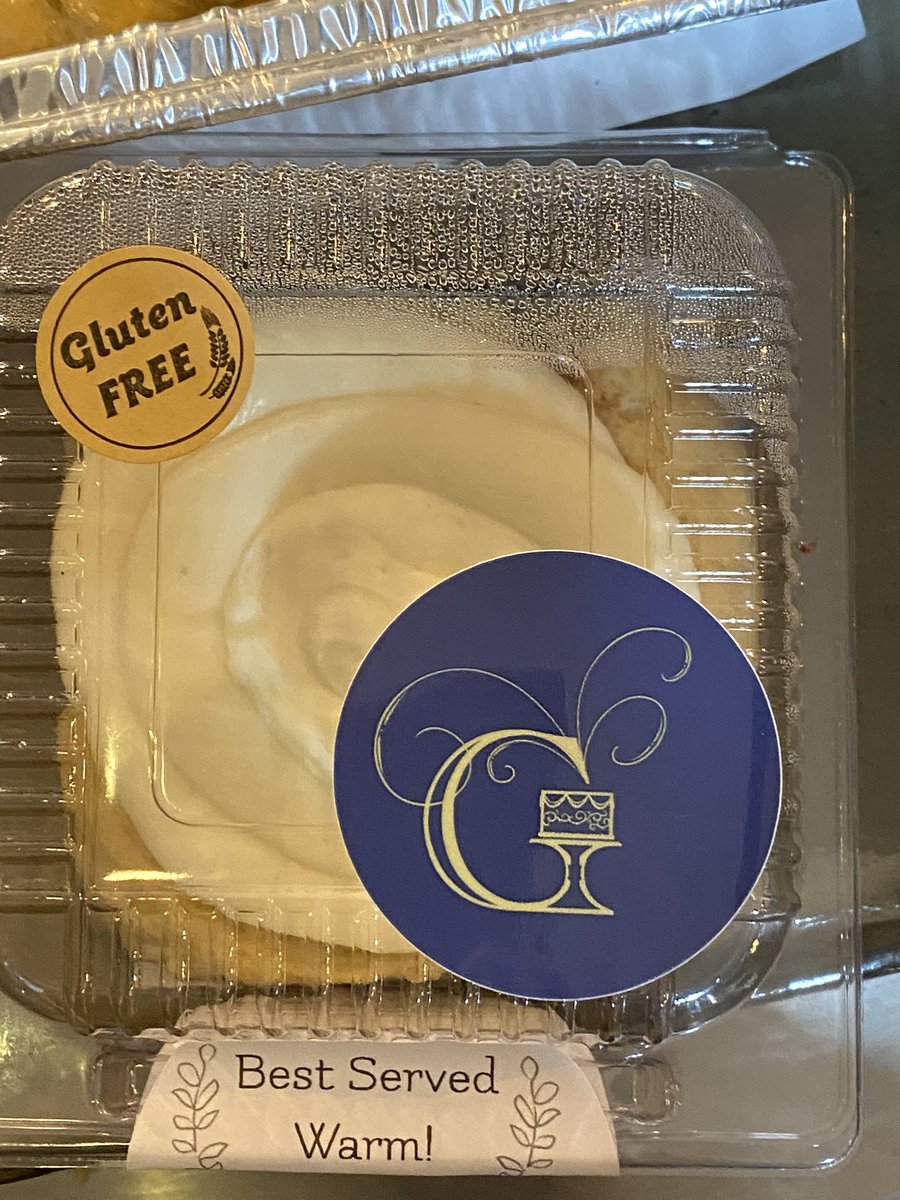 Gluten
FREE
G
Best Served
Warm!